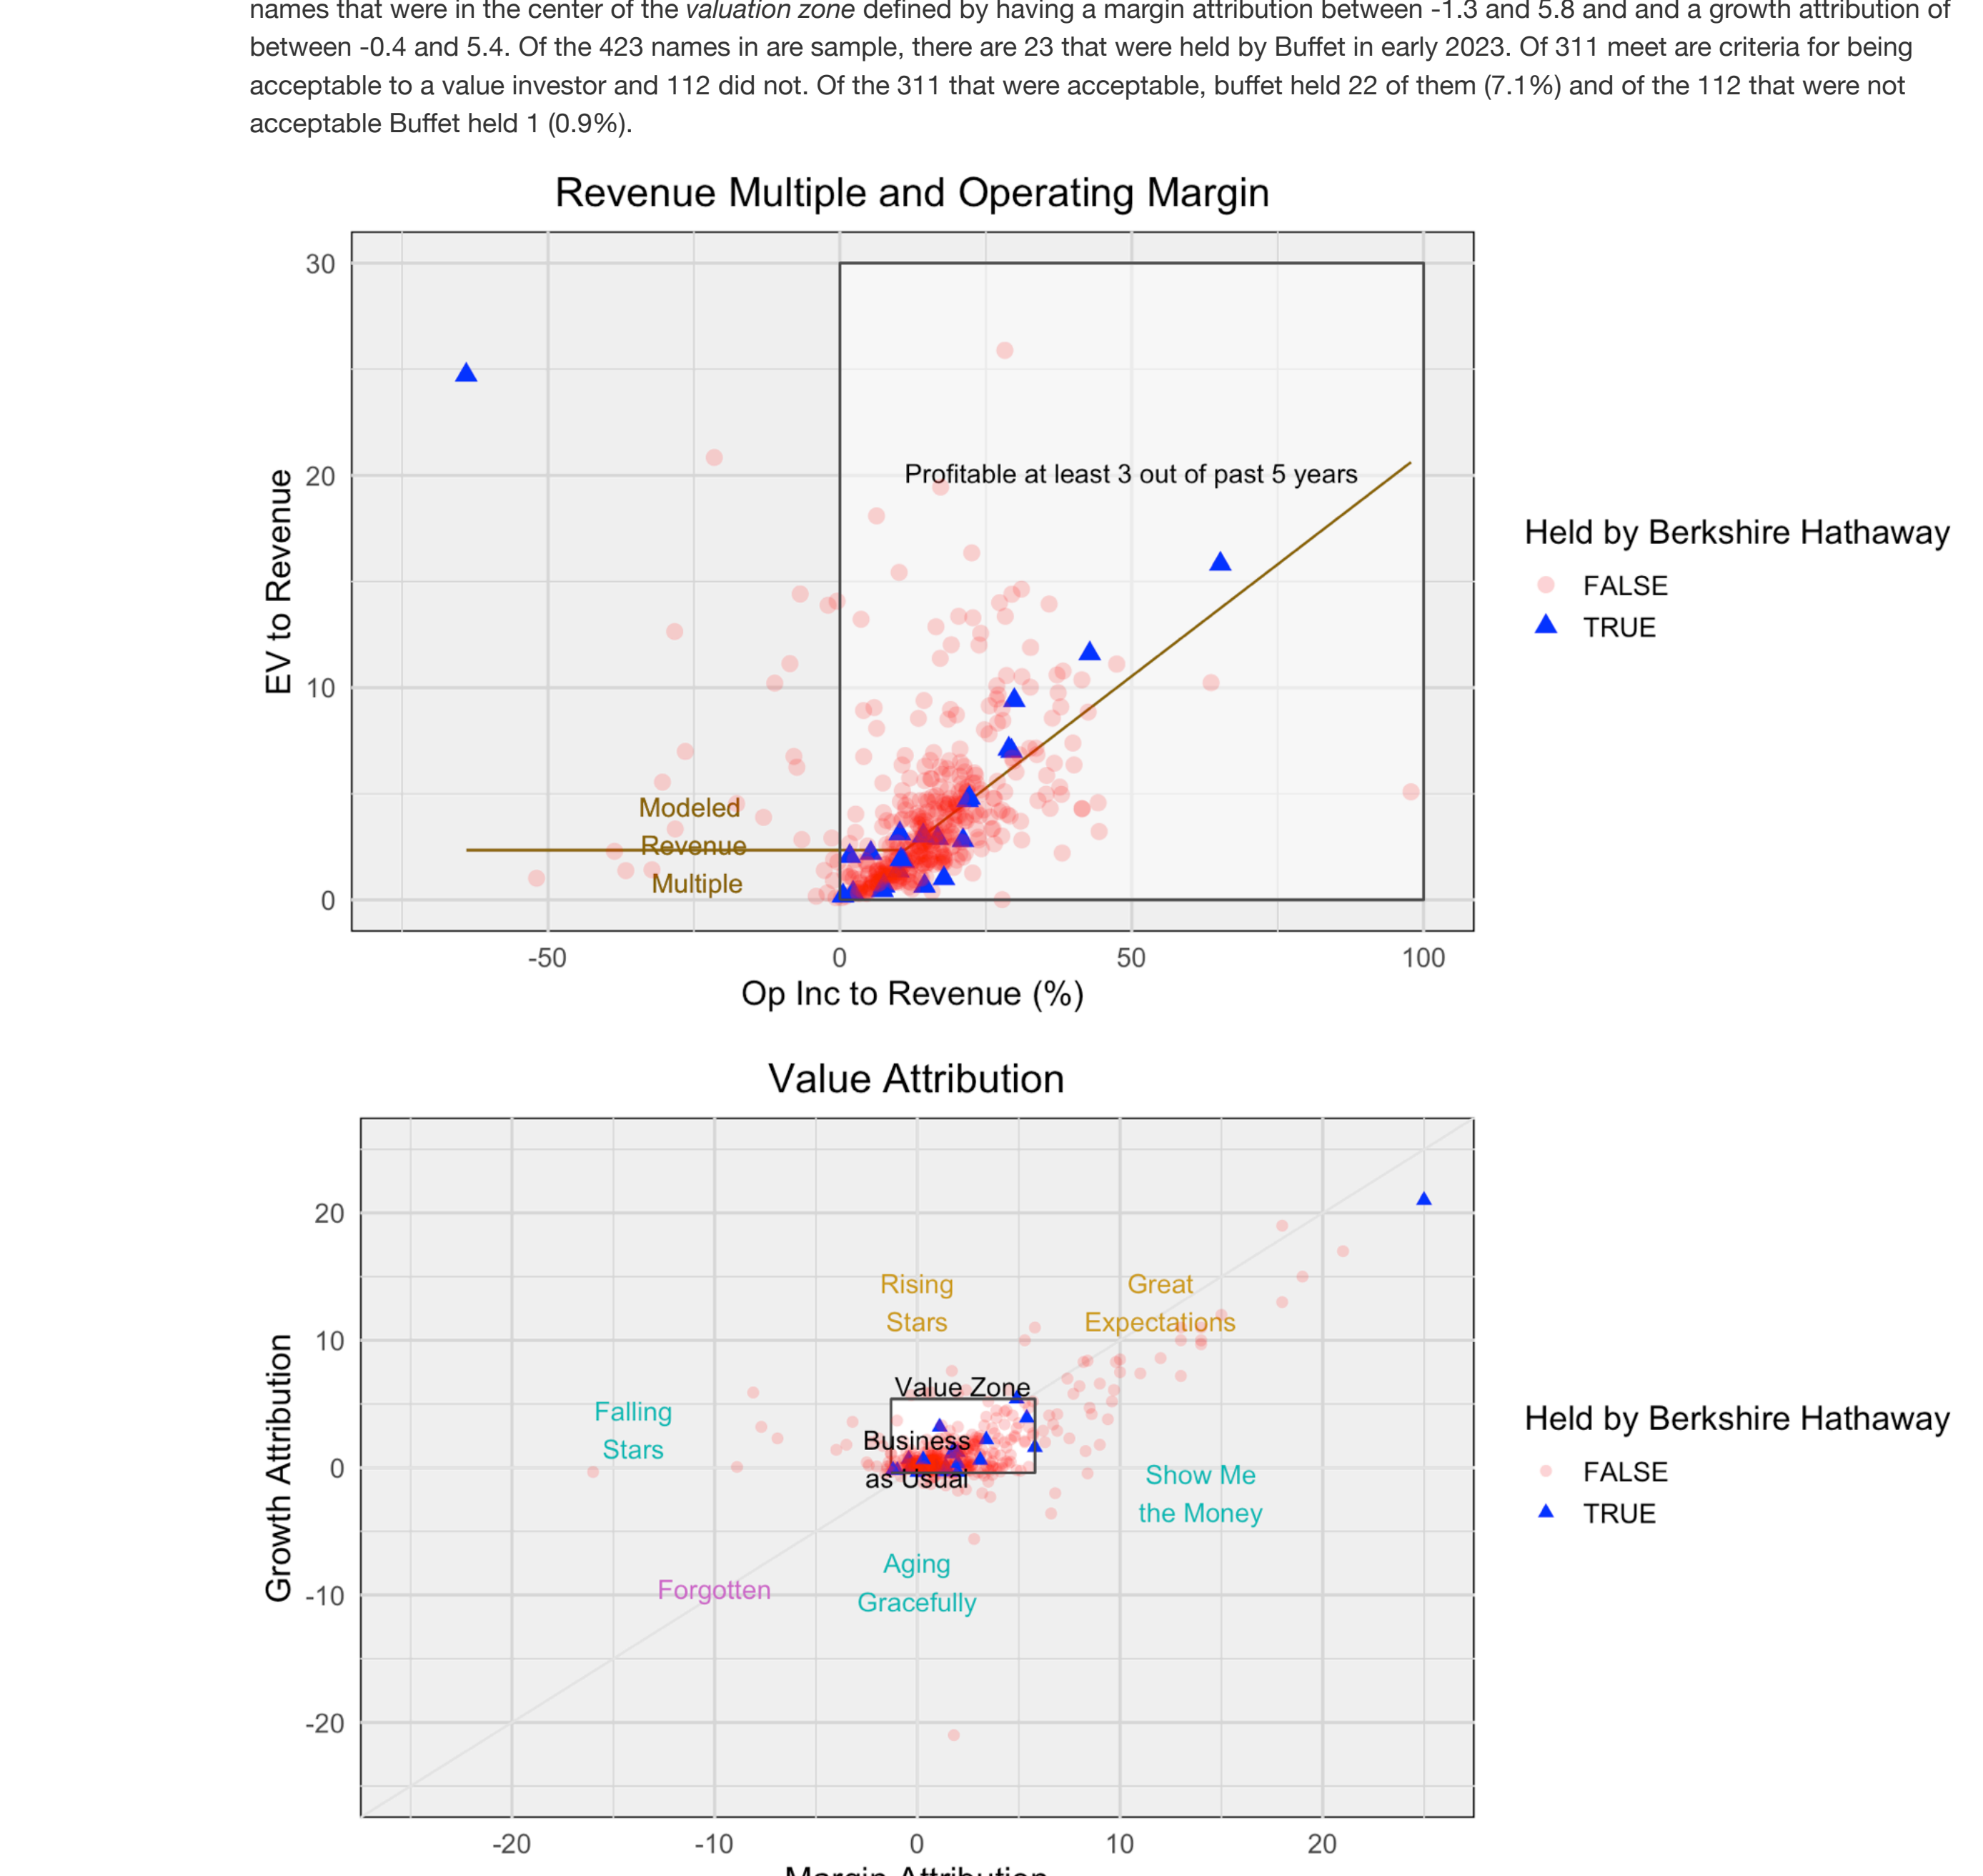 names that were in the center of the valuation zone defined by having a margin attribution between -1.3 and 5.8 and and a growth attribution of
between -0.4 and 5.4. Of the 423 names in are sample, there are 23 that were held by Buffet in early 2023. Of 311 meet are criteria for being
acceptable to a value investor and 112 did not. Of the 311 that were acceptable, buffet held 22 of them (7.1%) and of the 112 that were not
acceptable Buffet held 1 (0.9%).
Revenue Multiple and Operating Margin
30
20
10
0
EV to Revenue
Profitable at least 3 out of past 5 years
Modeled
Revenue
Multiple
-50
0
50
100
Op Inc to Revenue (%)
Held by Berkshire Hathaway
FALSE
TRUE
Value Attribution
20
10
0
-10
-20
Growth Attribution
Rising
Stars
Great
Expectations
Value Zone
Falling
Stars
Business
as Usual
Show Me
the Money
Aging
Gracefully
Forgotten
-20
-10
0
10
20
Margin Attribution
Held by Berkshire Hathaway
FALSE
TRUE